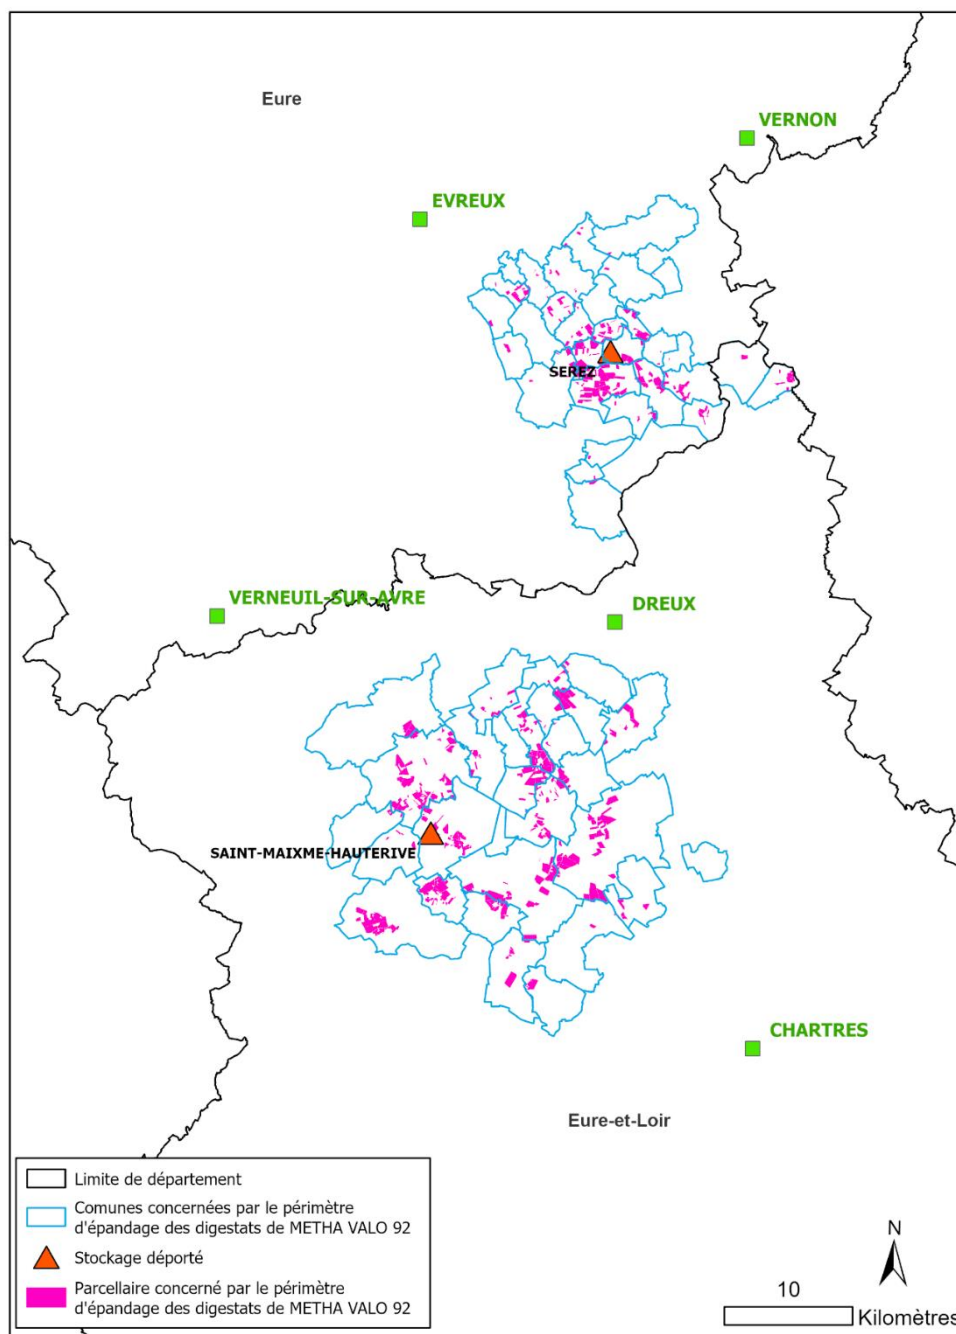 Eure
VERNON
EVREUX
SEREZ
VERNEUIL-SUR-AVRE
DREUX
SAINT-MAIXME-HAUTERIVE
CHARTRES
Eure-et-Loir
Limite de département
Comunes concernées par le périmètre
d'épandage des digestats de METHA VALO 92
Stockage déporté
Parcellaire concerné par le périmètre
d'épandage des digestats de METHA VALO 92
N
10
Kilomètres